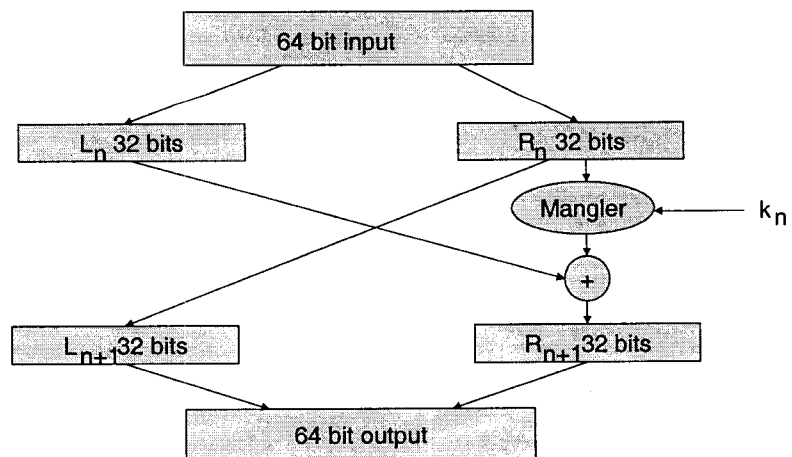 64 bit input
Lₙ 32 bits
Rₙ 32 bits
Mangler
kₙ
+
Lₙ₊₁ 32 bits
Rₙ₊₁ 32 bits
64 bit output